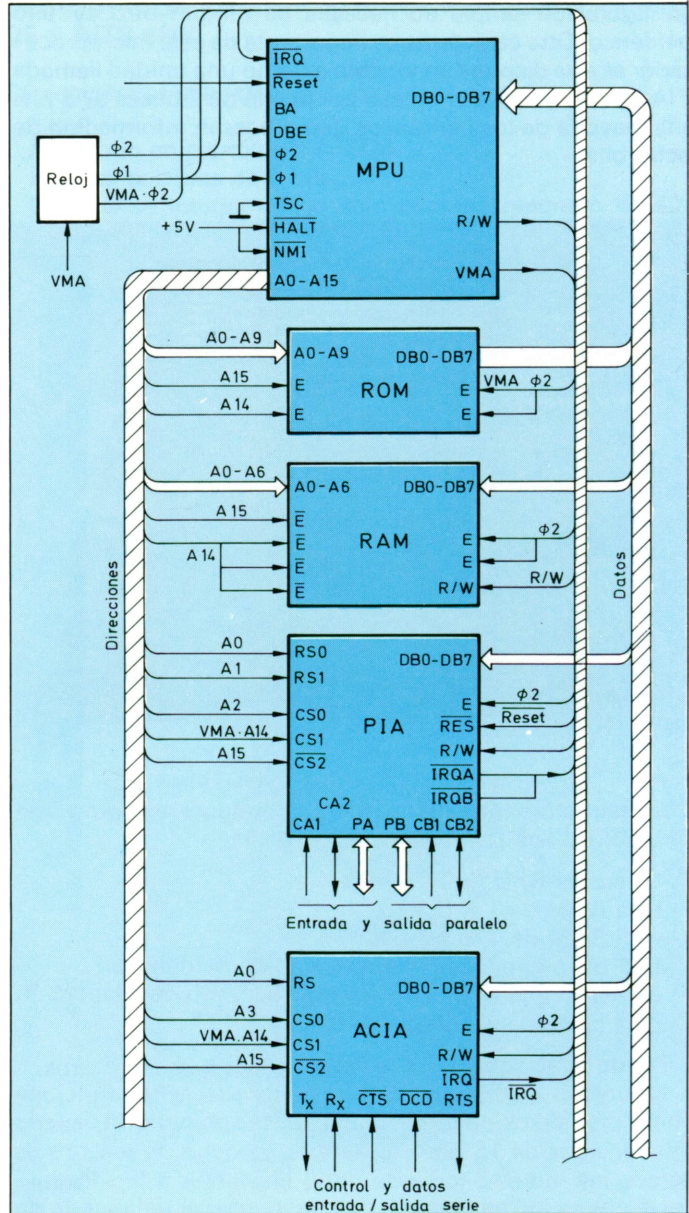 IRQ
Reset
BA
DBE
φ2
φ1
TSC
HALT
NMI
A0-A15
MPU
DB0-DB7
R/W
VMA
Reloj
φ2
φ1
VMA·φ2
VMA
+5V
A0-A9
A15
A14
A0-A9
E
E
ROM
DB0-DB7
E
E
VMA φ2
A0-A6
A15
A14
A0-A6
E
E
E
E
RAM
DB0-DB7
E
E
R/W
φ2
R/W
Direcciones
Datos
A0
A1
A2
VMA·A14
A15
RS0
RS1
CS0
CS1
CS2
PIA
DB0-DB7
E
RES
R/W
IRQA
IRQB
φ2
Reset
CA2
CA1 PA PB CB1 CB2
Entrada y salida paralelo
A0
A3
VMA.A14
A15
RS
CS0
CS1
CS2
ACIA
DB0-DB7
E
R/W
IRQ
φ2
IRQ
Tx Rx CTS DCD RTS
Control y datos
entrada/salida serie